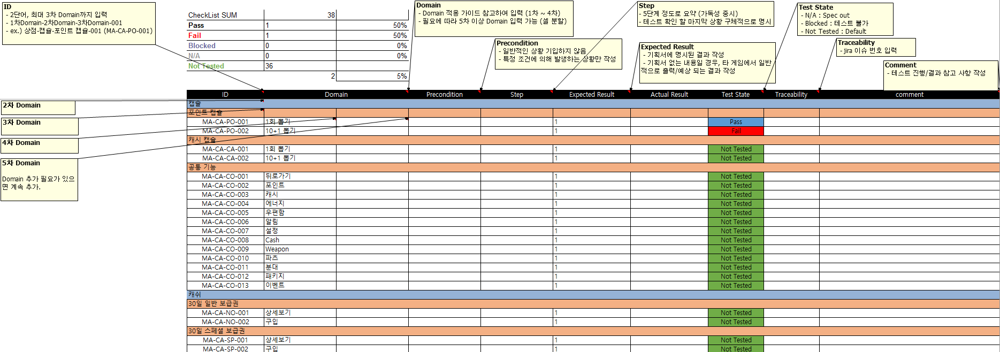 ID
- 2단어, 최대 3차 Domain까지 입력
- 1차Domain-2차Domain-3차Domain-001
- ex.) 상점-캡슐-포인트 캡슐-001 (MA-CA-PO-001)
CheckList SUM 38
Pass 1 50%
Fail 1 50%
Blocked 0 0%
N/A 0 0%
Not Tested 36
2 5%
Domain
- Domain 적용 가이드 참고하여 입력 (1차 ~ 4차)
- 필요에 따라 5차 이상 Domain 입력 가능 (셀 분할)
Precondition
- 일반적인 상황 기입하지 않음
- 특정 조건에 의해 발생하는 상황만 작성
Step
- 5단계 정도로 요약 (가독성 중시)
- 테스트 확인 할 마지막 상황 구체적으로 명시
Expected Result
- 기획서에 명시된 결과 작성
- 기획서 없는 내용일 경우, 타 게임에서 일반
적으로 출력/예상 되는 결과 작성
Test State
- N/A : Spec out
- Blocked : 테스트 불가
- Not Tested : Default
Traceability
- jira 이슈 번호 입력
Comment
- 테스트 진행/결과 참고 사항 작성
ID Domain Precondition Step Expected Result Actual Result Test State Traceability comment
2차 Domain
3차 Domain
4차 Domain
5차 Domain
Domain 추가 필요가 있으
면 계속 추가.
캡슐
포인트 캡슐
MA-CA-PO-001 1회 뽑기 1 Pass
MA-CA-PO-002 10+1 뽑기 1 Fail
캐시 캡슐
MA-CA-CA-001 1회 뽑기 1 Not Tested
MA-CA-CA-002 10+1 뽑기 1 Not Tested
공통 기능
MA-CA-CO-001 뒤로가기 1 Not Tested
MA-CA-CO-002 포인트 1 Not Tested
MA-CA-CO-003 캐시 1 Not Tested
MA-CA-CO-004 에너지 1 Not Tested
MA-CA-CO-005 우편함 1 Not Tested
MA-CA-CO-006 알림 1 Not Tested
MA-CA-CO-007 설정 1 Not Tested
MA-CA-CO-008 Cash 1 Not Tested
MA-CA-CO-009 Weapon 1 Not Tested
MA-CA-CO-010 파츠 1 Not Tested
MA-CA-CO-011 분대 1 Not Tested
MA-CA-CO-012 패키지 1 Not Tested
MA-CA-CO-013 이벤트 1 Not Tested
캐쉬
30일 일반 보급권
MA-CA-NO-001 상세보기 1 Not Tested
MA-CA-NO-002 구입 1 Not Tested
30일 스페셜 보급권
MA-CA-SP-001 상세보기 1 Not Tested
MA-CA-SP-002 구입 1 Not Tested